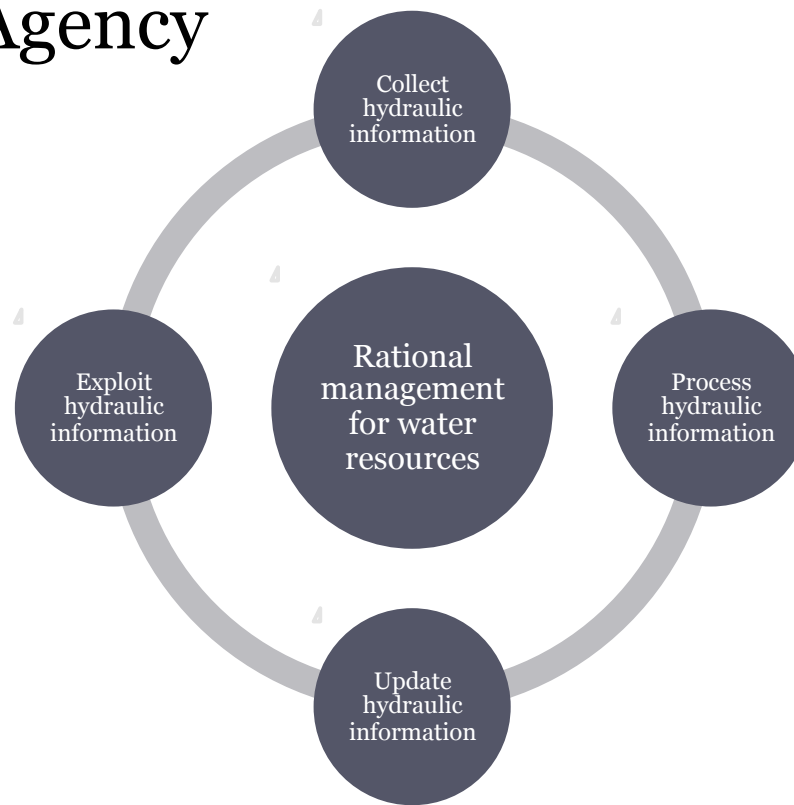 Agency
Collect
hydraulic
information
Rational
management
for water
resources
Exploit
hydraulic
information
Process
hydraulic
information
Update
hydraulic
information